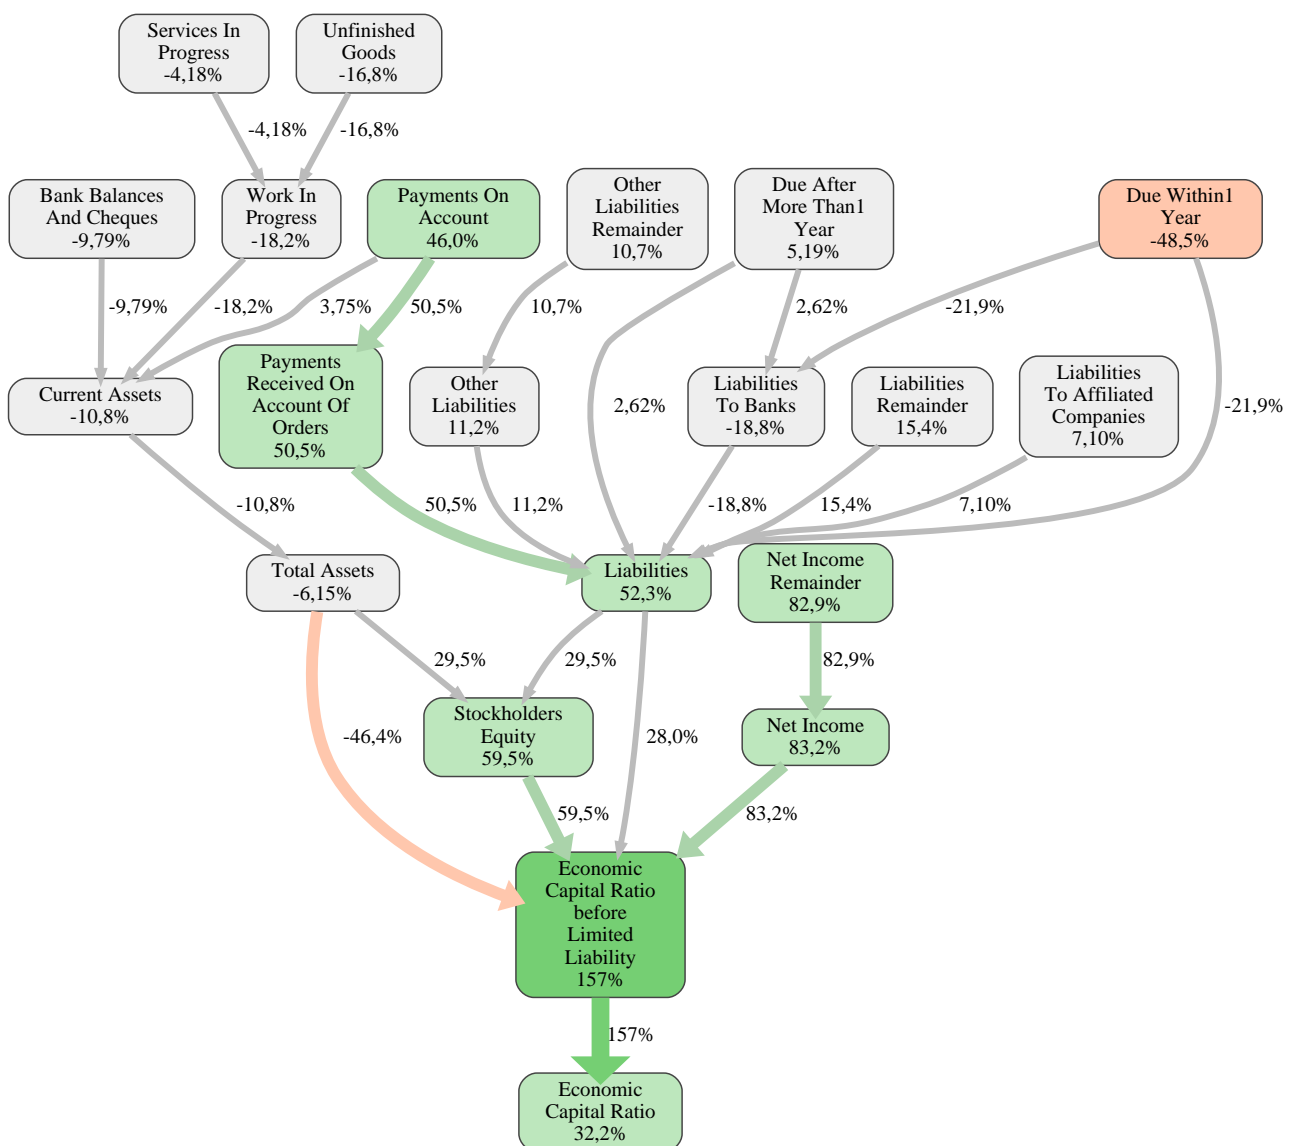 Services In
Progress
-4,18%
Unfinished
Goods
-16,8%
-4,18%
-16,8%
Bank Balances
And Cheques
-9,79%
Work In
Progress
-18,2%
Payments On
Account
46,0%
Other
Liabilities
Remainder
10,7%
Due After
More Than1
Year
5,19%
Due Within1
Year
-48,5%
-9,79%
-18,2%
3,75%
50,5%
10,7%
2,62%
-21,9%
Current Assets
-10,8%
Payments
Received On
Account Of
Orders
50,5%
Other
Liabilities
11,2%
2,62%
Liabilities
To Banks
-18,8%
Liabilities
Remainder
15,4%
Liabilities
To Affiliated
Companies
7,10%
-21,9%
-10,8%
50,5%
11,2%
-18,8%
15,4%
7,10%
Total Assets
-6,15%
Liabilities
52,3%
Net Income
Remainder
82,9%
29,5%
29,5%
82,9%
-46,4%
Stockholders
Equity
59,5%
28,0%
Net Income
83,2%
59,5%
83,2%
Economic
Capital Ratio
before
Limited
Liability
157%
157%
Economic
Capital Ratio
32,2%